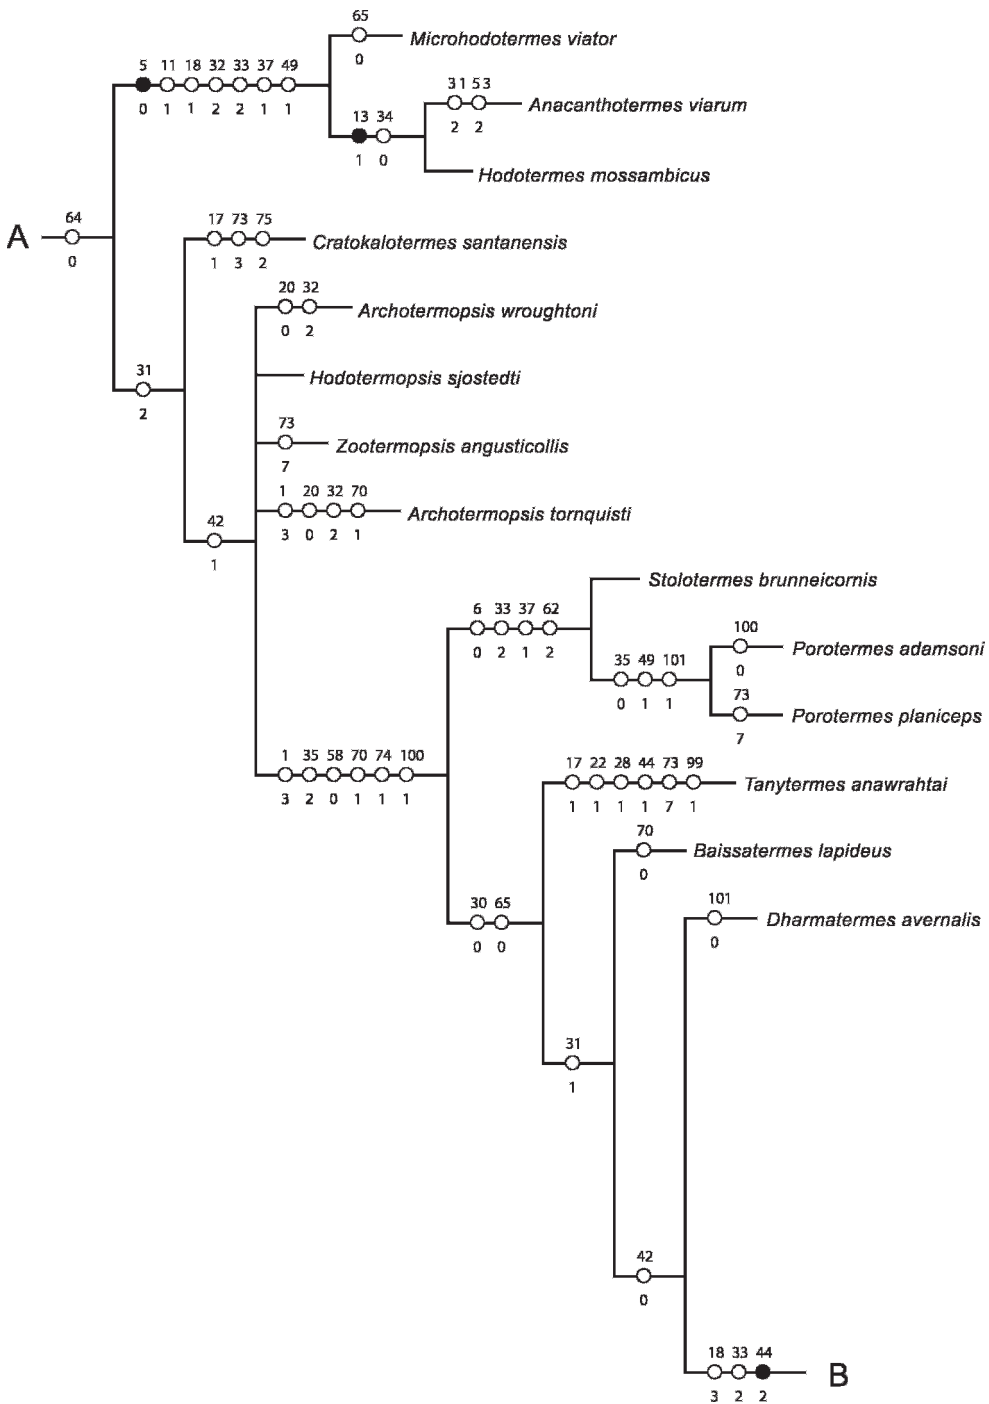 65
Microhodotermes viator
0
5 11 18 32 33 37 49
0 1 1 2 2 1 1
31 53
Anacanthotermes viarum
2 2
13 34
1 0
Hodotermes mossambicus
64
A
0
17 73 75
Cratokalotermes santanensis
1 3 2
20 32
Archotermopsis wroughtoni
0 2
31
2
Hodotermopsis sjostedti
73
Zootermopsis angusticollis
7
1 20 32 70
Archotermopsis tornquisti
3 0 2 1
42
1
Stolotermes brunneicornis
6 33 37 62
0 2 1 2
100
Porotermes adamsoni
0
35 49 101
0 1 1
73
Porotermes planiceps
7
1 35 58 70 74 100
3 2 0 1 1 1
17 22 28 44 73 99
Tanytermes anawrahtai
1 1 1 1 7 1
70
Baissatermes lapideus
0
30 65
0 0
101
Dharmatermes avernalis
0
31
1
42
0
18 33 44
B
3 2 2